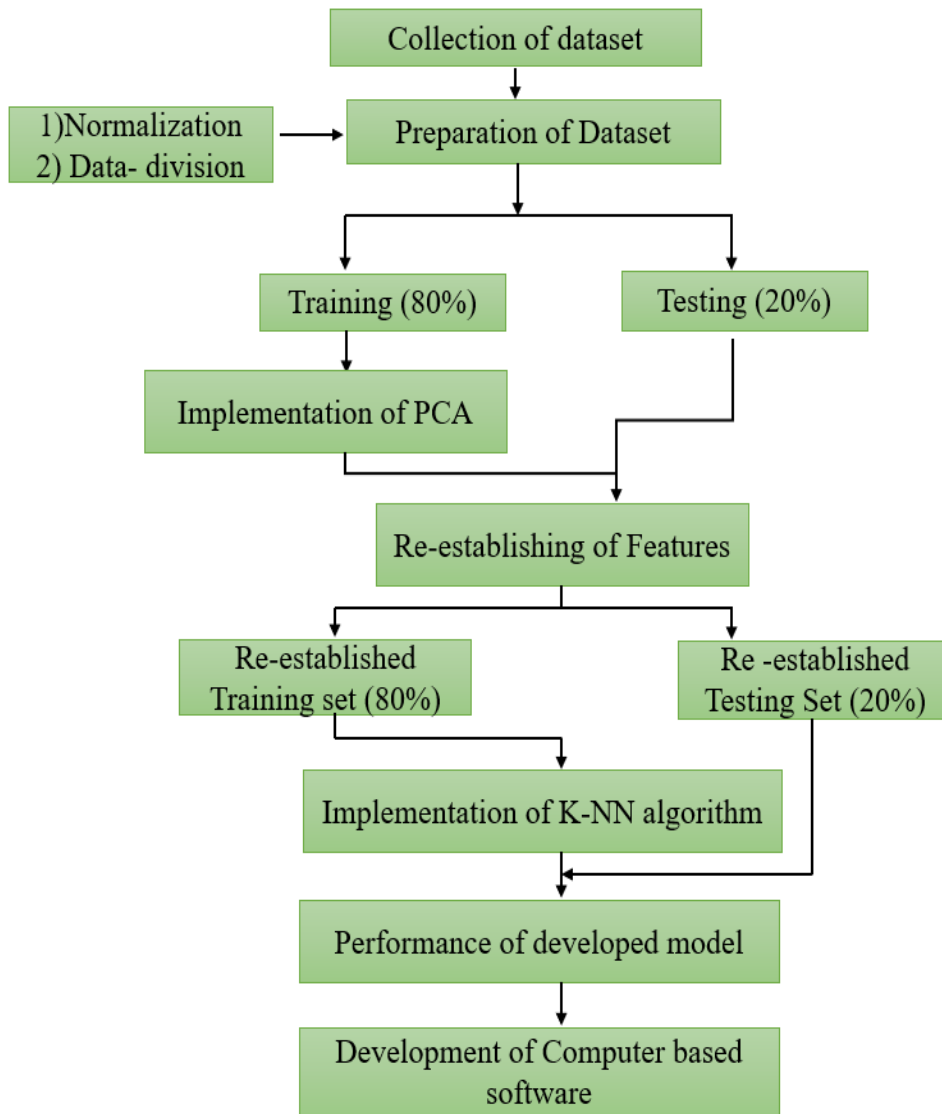 Collection of dataset
1)Normalization
2) Data- division
Preparation of Dataset
Training (80%)
Testing (20%)
Implementation of PCA
Re-establishing of Features
Re-established
Training set (80%)
Re -established
Testing Set (20%)
Implementation of K-NN algorithm
Performance of developed model
Development of Computer based
software